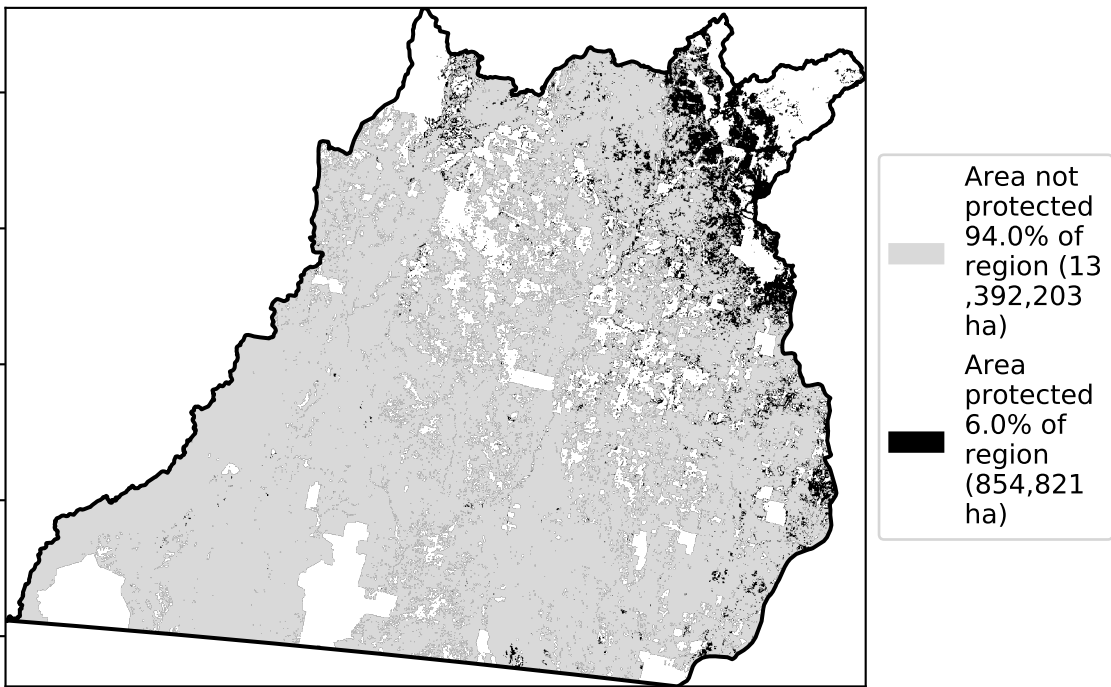 Area not
protected
94.0% of
region (13
,392,203
ha)
Area
protected
6.0% of
region
(854,821
ha)